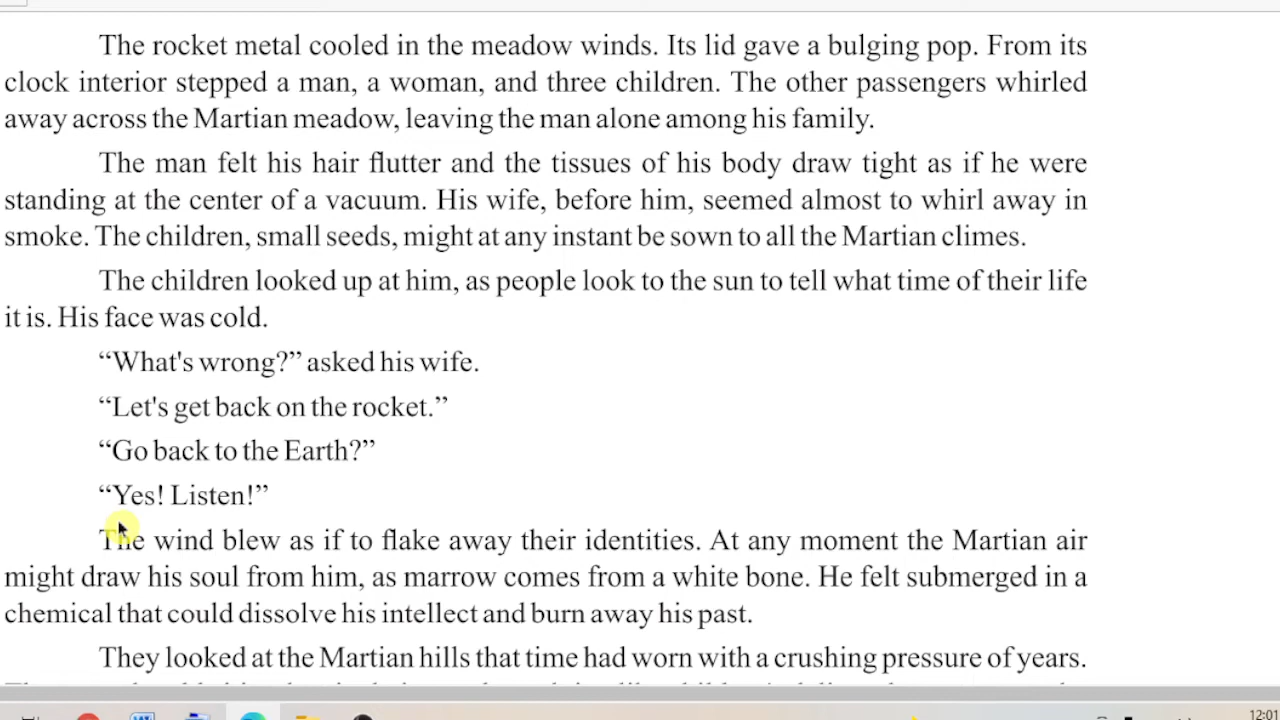 The rocket metal cooled in the meadow winds. Its lid gave a bulging pop. From its
clock interior stepped a man, a woman, and three children. The other passengers whirled
away across the Martian meadow, leaving the man alone among his family.
The man felt his hair flutter and the tissues of his body draw tight as if he were
standing at the center of a vacuum. His wife, before him, seemed almost to whirl away in
smoke. The children, small seeds, might at any instant be sown to all the Martian climes.
The children looked up at him, as people look to the sun to tell what time of their life
it is. His face was cold.
“What's wrong?” asked his wife.
“Let's get back on the rocket.”
“Go back to the Earth?”
“Yes! Listen!”
The wind blew as if to flake away their identities. At any moment the Martian air
might draw his soul from him, as marrow comes from a white bone. He felt submerged in a
chemical that could dissolve his intellect and burn away his past.
They looked at the Martian hills that time had worn with a crushing pressure of years.
12:01